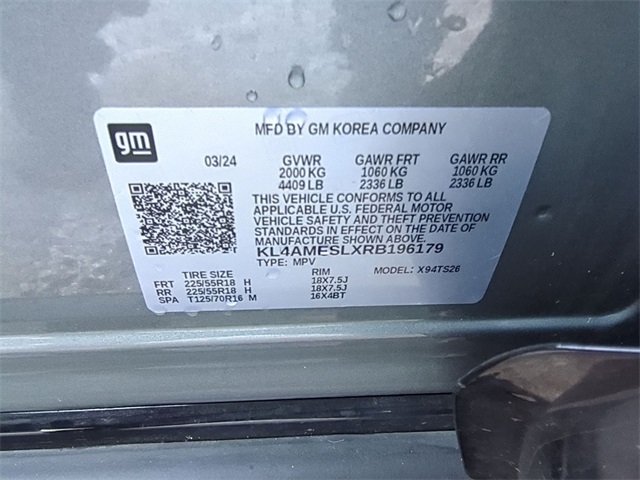 gm
MFD BY GM KOREA COMPANY
03/24 GVWR GAWR FRT GAWR RR
2000 KG 1060 KG 1060 KG
4409 LB 2336 LB 2336 LB
THIS VEHICLE CONFORMS TO ALL
APPLICABLE U.S. FEDERAL MOTOR
VEHICLE SAFETY AND THEFT PREVENTION
STANDARDS IN EFFECT ON THE DATE OF
MANUFACTURE SHOWN ABOVE.
KL4AMESLXRB196179
TYPE: MPV MODEL: X94TS26
TIRE SIZE RIM
FRT 225/55R18 H 18X7.5J
RR 225/55R18 H 18X7.5J
SPA T125/70R16 M 16X4BT